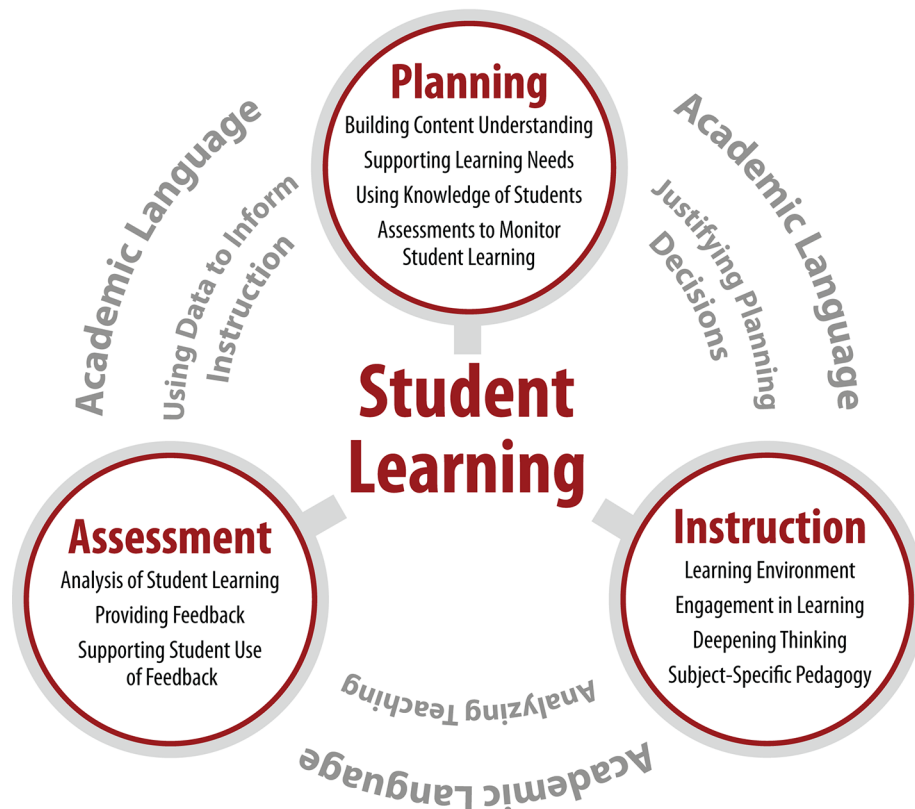 Planning
Building Content Understanding
Supporting Learning Needs
Using Knowledge of Students
Assessments to Monitor
Student Learning
Academic Language
Using Data to Inform
Instruction
Academic Language
Justifying Planning
Decisions
Student
Learning
Assessment
Analysis of Student Learning
Providing Feedback
Supporting Student Use
of Feedback
Instruction
Learning Environment
Engagement in Learning
Deepening Thinking
Subject-Specific Pedagogy
Analyzing Teaching
Academic Language